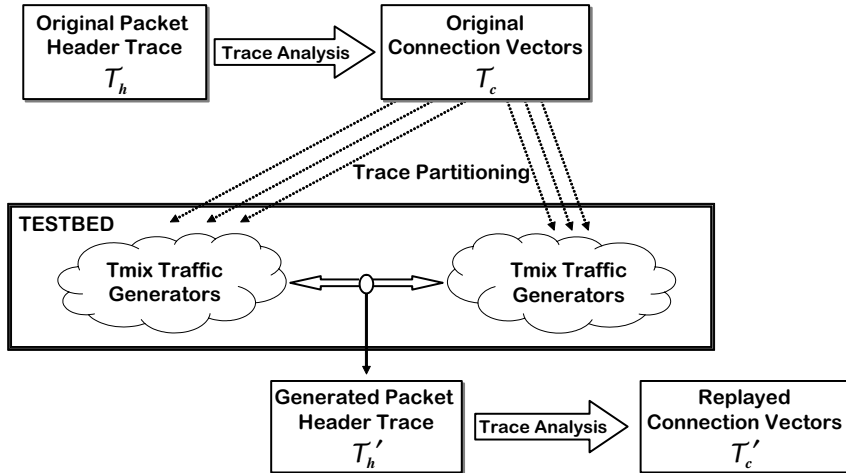 Original Packet
Header Trace
T_h
Trace Analysis
Original
Connection Vectors
T_c
Trace Partitioning
TESTBED
Tmix Traffic
Generators
Tmix Traffic
Generators
Generated Packet
Header Trace
T_h′
Trace Analysis
Replayed
Connection Vectors
T_c′